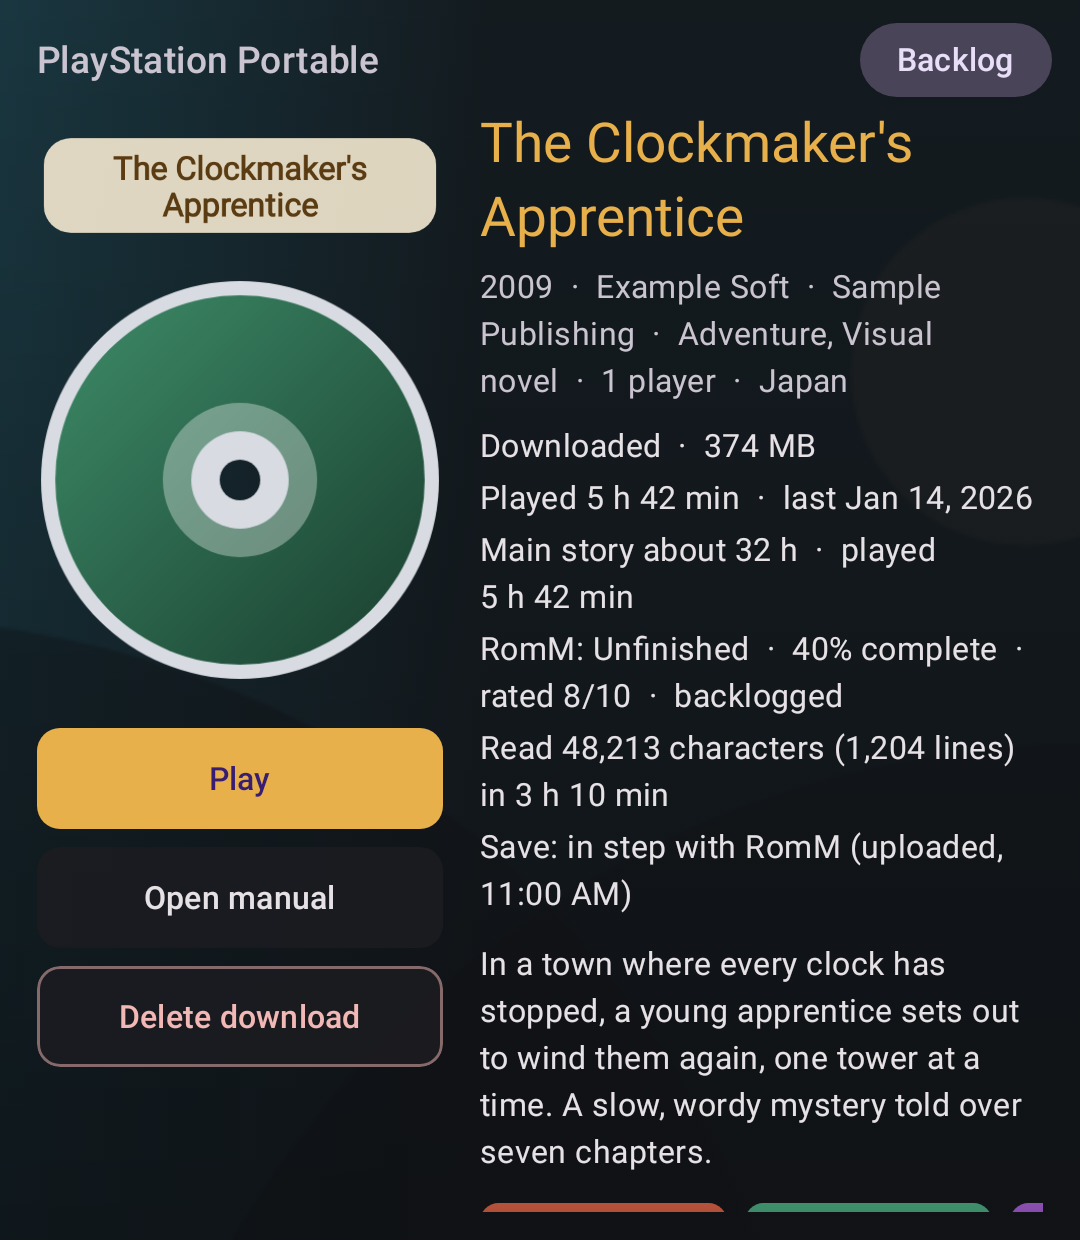 PlayStation Portable
Backlog
The Clockmaker's
Apprentice
The Clockmaker's
Apprentice
2009 · Example Soft · Sample
Publishing · Adventure, Visual
novel · 1 player · Japan
Downloaded · 374 MB
Played 5 h 42 min · last Jan 14, 2026
Main story about 32 h · played
5 h 42 min
RomM: Unfinished · 40% complete ·
rated 8/10 · backlogged
Read 48,213 characters (1,204 lines)
in 3 h 10 min
Save: in step with RomM (uploaded,
11:00 AM)
In a town where every clock has
stopped, a young apprentice sets out
to wind them again, one tower at a
time. A slow, wordy mystery told over
seven chapters.
Play
Open manual
Delete download